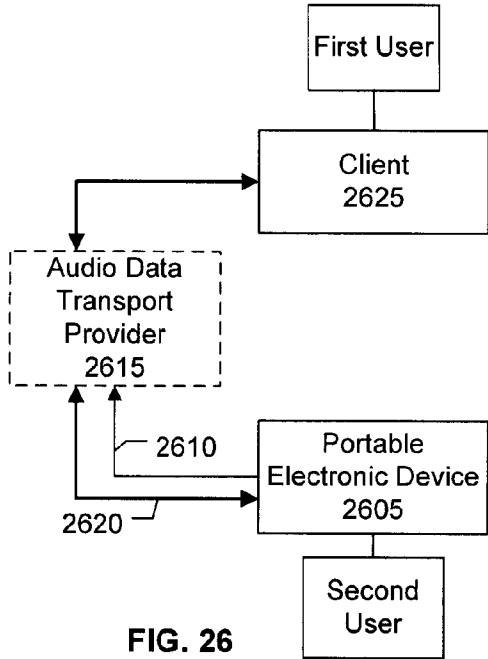 First User
Client
2625
Audio Data
Transport
Provider
2615
2610
2620
Portable
Electronic Device
2605
Second
User
FIG. 26